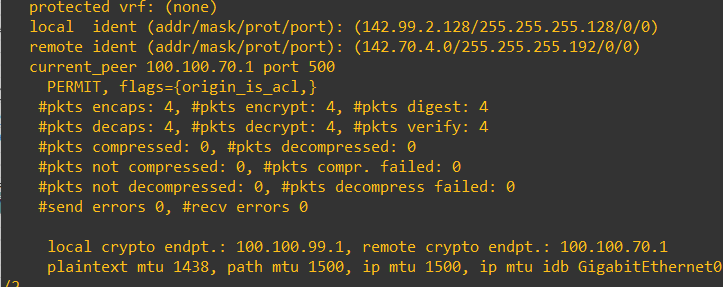 protected vrf: (none)
local  ident (addr/mask/prot/port): (142.99.2.128/255.255.255.128/0/0)
remote ident (addr/mask/prot/port): (142.70.4.0/255.255.255.192/0/0)
current_peer 100.100.70.1 port 500
PERMIT, flags={origin_is_acl,}
#pkts encaps: 4, #pkts encrypt: 4, #pkts digest: 4
#pkts decaps: 4, #pkts decrypt: 4, #pkts verify: 4
#pkts compressed: 0, #pkts decompressed: 0
#pkts not compressed: 0, #pkts compr. failed: 0
#pkts not decompressed: 0, #pkts decompress failed: 0
#send errors 0, #recv errors 0
local crypto endpt.: 100.100.99.1, remote crypto endpt.: 100.100.70.1
plaintext mtu 1438, path mtu 1500, ip mtu 1500, ip mtu idb GigabitEthernet0
/2